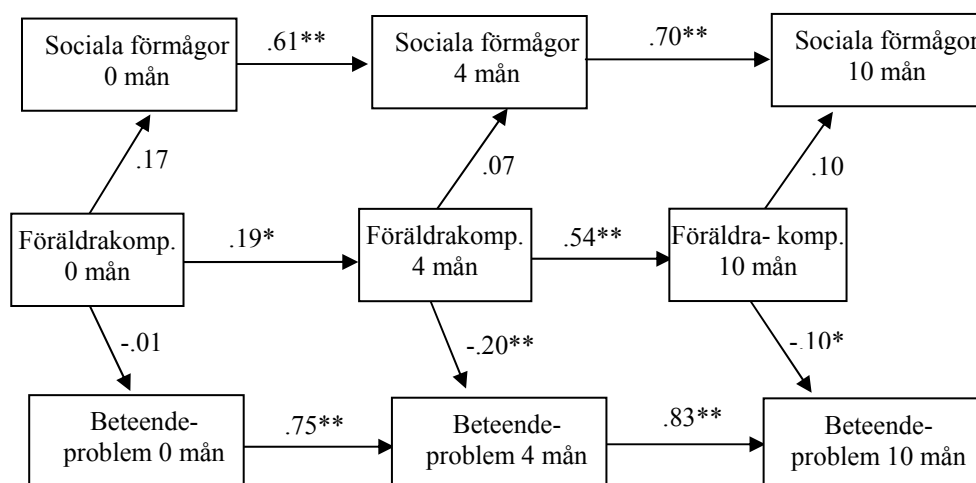 Sociala förmågor
0 mån
.61**
Sociala förmågor
4 mån
.70**
Sociala förmågor
10 mån
.17
.07
.10
Föräldrakomp.
0 mån
.19*
Föräldrakomp.
4 mån
.54**
Föräldra- komp.
10 mån
-.01
-.20**
-.10*
Beteende-
problem 0 mån
.75**
Beteende-
problem 4 mån
.83**
Beteende-
problem 10 mån